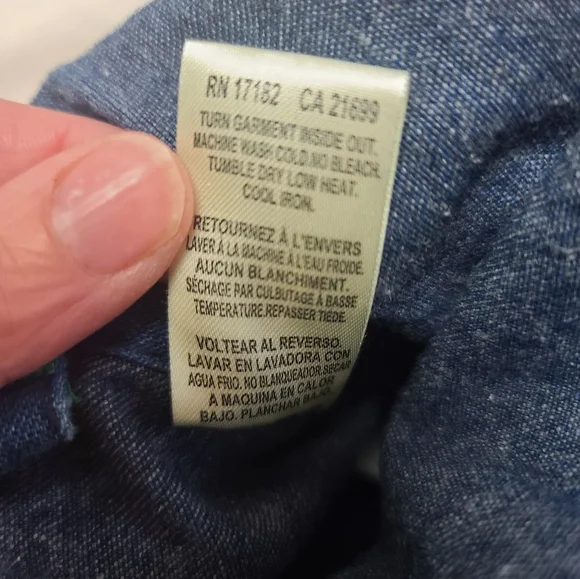 RN 17182 CA 21699
TURN GARMENT INSIDE OUT.
MACHINE WASH COLD.NO BLEACH.
TUMBLE DRY LOW HEAT.
COOL IRON.
RETOURNEZ À L'ENVERS
LAVER À LA MACHINE À L'EAU FROIDE.
AUCUN BLANCHIMENT.
SÉCHAGE PAR CULBUTAGE À BASSE
TEMPERATURE.REPASSER TIÈDE.
VOLTEAR AL REVERSO.
LAVAR EN LAVADORA CON
AGUA FRIO. NO BLANQUEADOR.SECAR
A MAQUINA EN CALOR
BAJO. PLANCHAR BAJO.